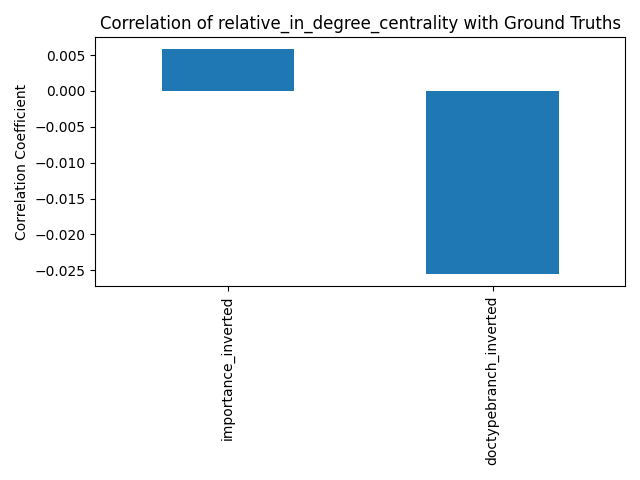 Correlation of relative_in_degree_centrality with Ground Truths
Correlation Coefficient
0.005
0.000
−0.005
−0.010
−0.015
−0.020
−0.025
importance_inverted
doctypebranch_inverted